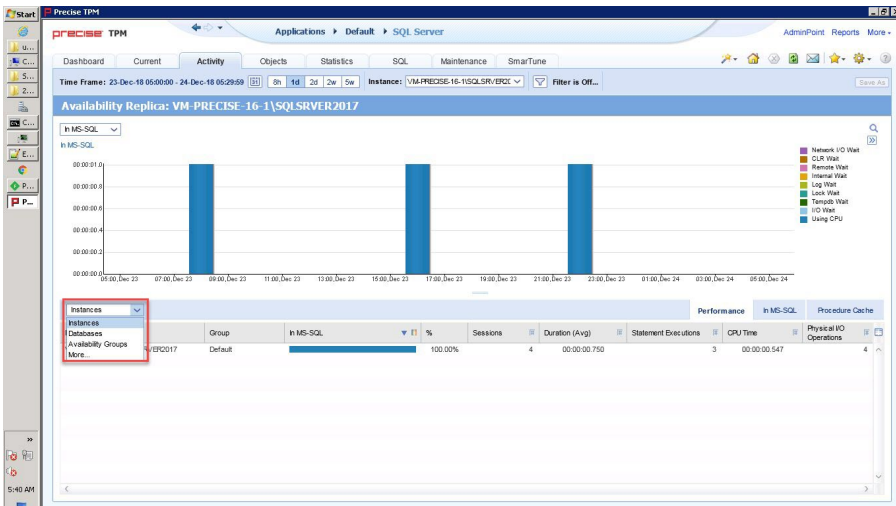 Start
Precise TPM
precise TPM
Applications Default SQL Server
AdminPoint Reports More
Dashboard Current Activity Objects Statistics SQL Maintenance SmarTune
Time Frame: 23-Dec-18 05:00:00 - 24-Dec-18 05:29:59 8h 1d 2d 2w 5w Instance: VM-PRECISE-16-1\SQLSRVER2( Filter is Off... Save As
Availability Replica: VM-PRECISE-16-1\SQLSRVER2017
In MS-SQL
In MS-SQL
00:00:01.0
00:00:00.8
00:00:00.6
00:00:00.4
00:00:00.2
00:00:00.0
05:00,Dec 23 07:00,Dec 23 09:00,Dec 23 11:00,Dec 23 13:00,Dec 23 15:00,Dec 23 17:00,Dec 23 19:00,Dec 23 21:00,Dec 23 23:00,Dec 23 01:00,Dec 24 03:00,Dec 24 05:00,Dec 24
Network I/O Wait
CLR Wait
Remote Wait
Internal Wait
Log Wait
Lock Wait
Tempdb Wait
I/O Wait
Using CPU
Instances
Performance In MS-SQL Procedure Cache
Instances
Databases
Availability Groups
More...
Group In MS-SQL % Sessions Duration (Avg) Statement Executions CPU Time Physical I/O Operations
VER2017 Default 100.00% 4 00:00:00.750 3 00:00:00.547 4
u...
C...
S...
2...
C...
E...
P...
P...
5:40 AM